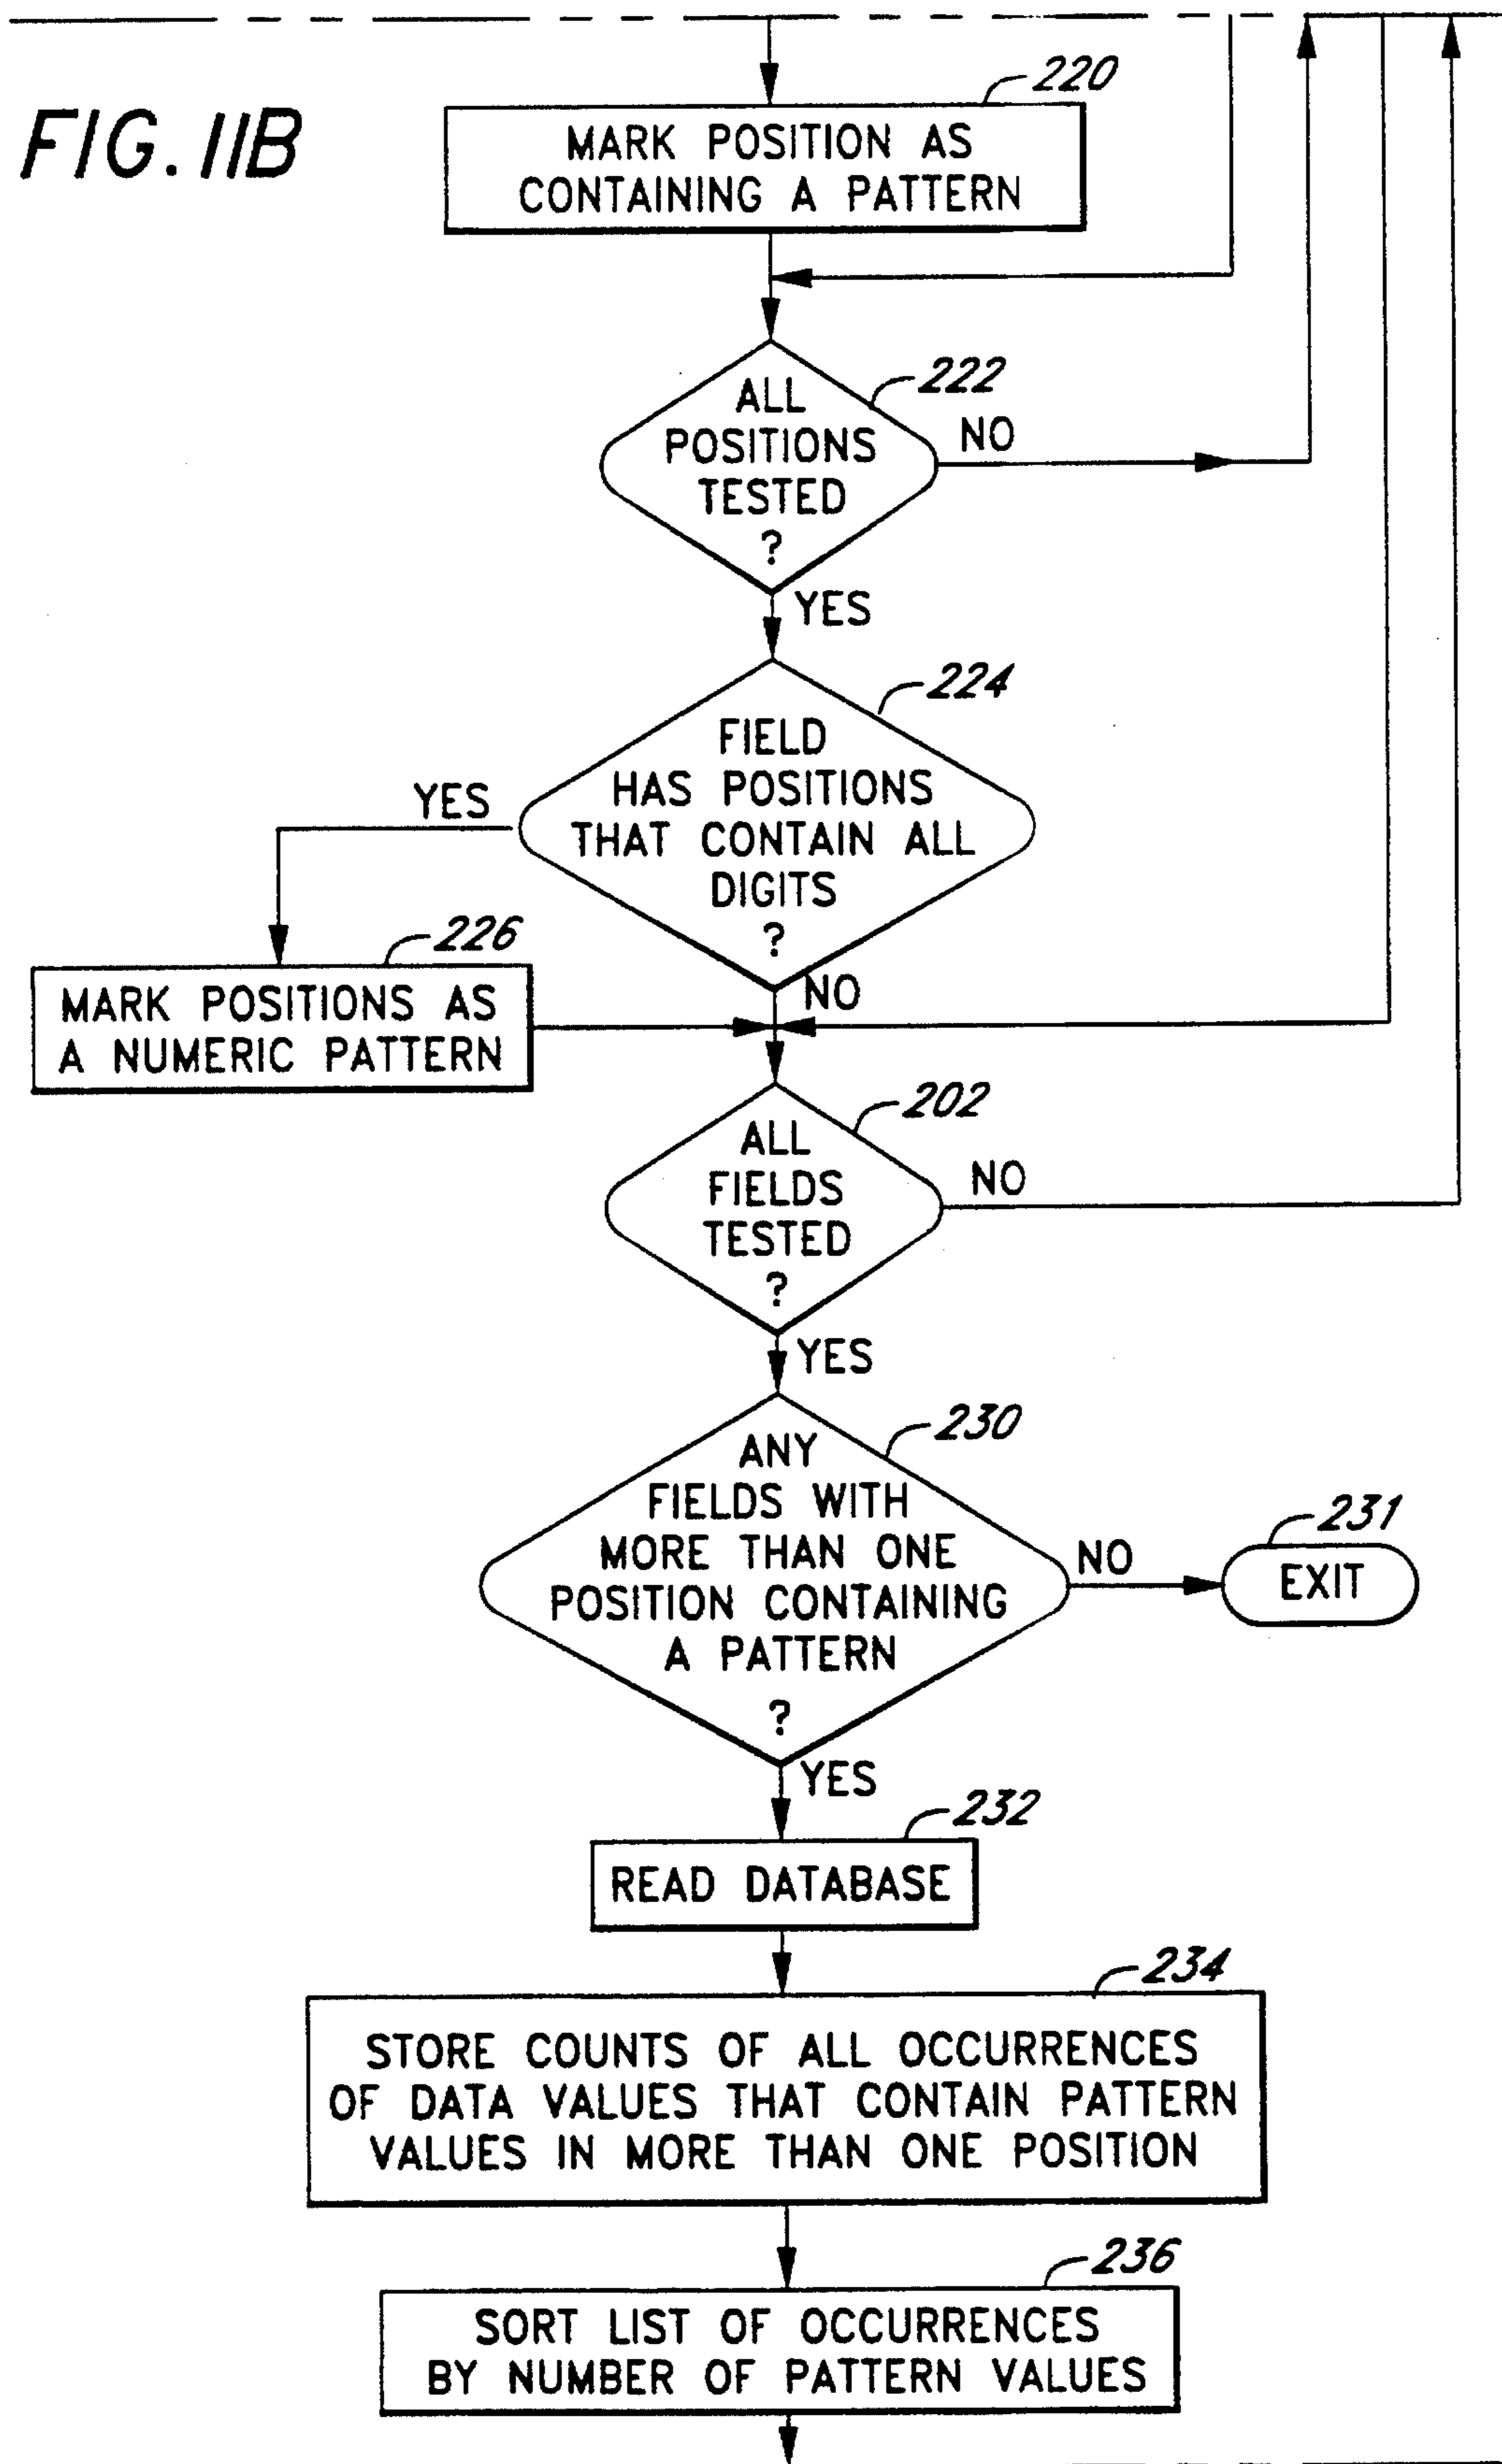 FIG. 11B
220
MARK POSITION AS
CONTAINING A PATTERN
222
ALL
POSITIONS
TESTED
?
NO
YES
224
FIELD
HAS POSITIONS
THAT CONTAIN ALL
DIGITS
?
YES
NO
226
MARK POSITIONS AS
A NUMERIC PATTERN
202
ALL
FIELDS
TESTED
?
NO
YES
230
ANY
FIELDS WITH
MORE THAN ONE
POSITION CONTAINING
A PATTERN
?
NO
231
EXIT
YES
232
READ DATABASE
234
STORE COUNTS OF ALL OCCURRENCES
OF DATA VALUES THAT CONTAIN PATTERN
VALUES IN MORE THAN ONE POSITION
236
SORT LIST OF OCCURRENCES
BY NUMBER OF PATTERN VALUES